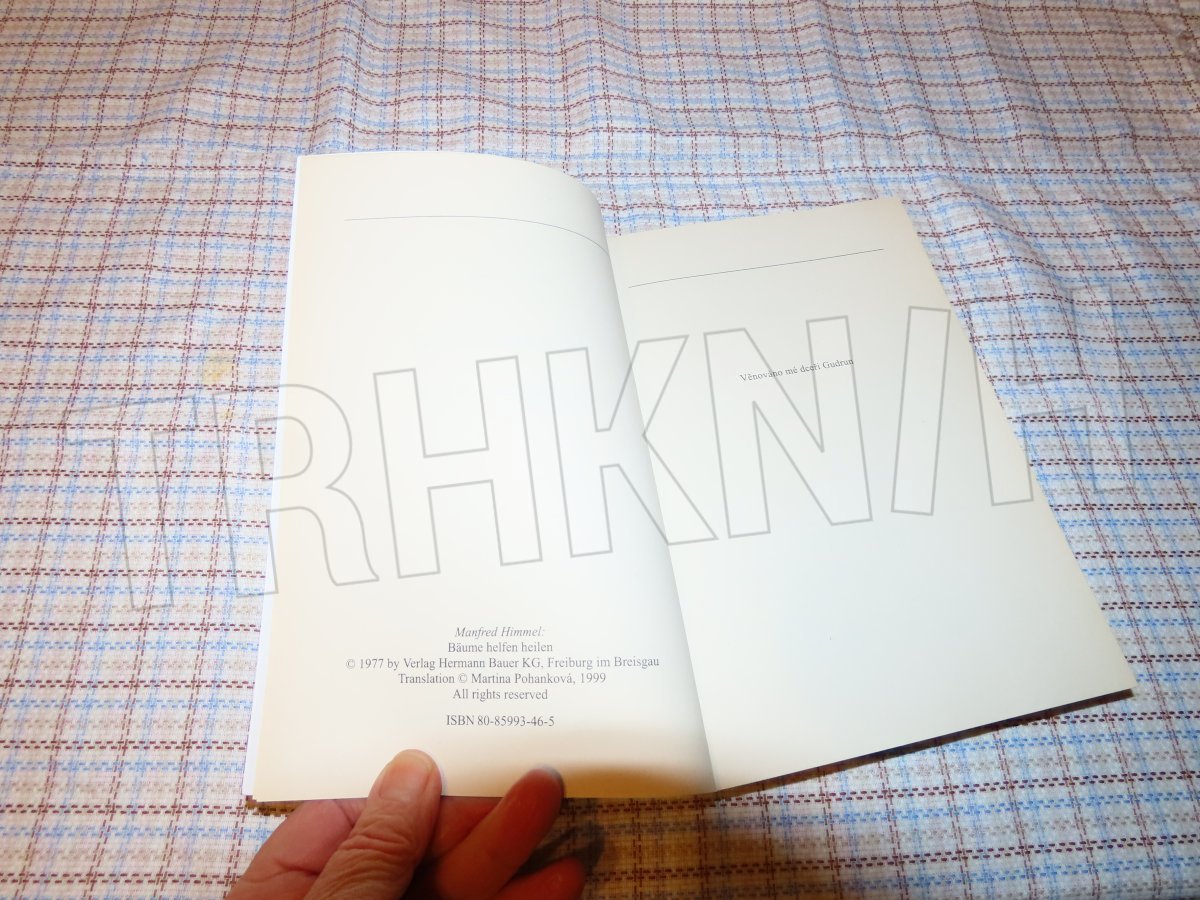 Manfred Himmel:
Bäume helfen heilen
© 1977 by Verlag Hermann Bauer KG, Freiburg im Breisgau
Translation © Martina Pohanková, 1999
All rights reserved
ISBN 80-85993-46-5
Věnováno mé dceři Gudrun